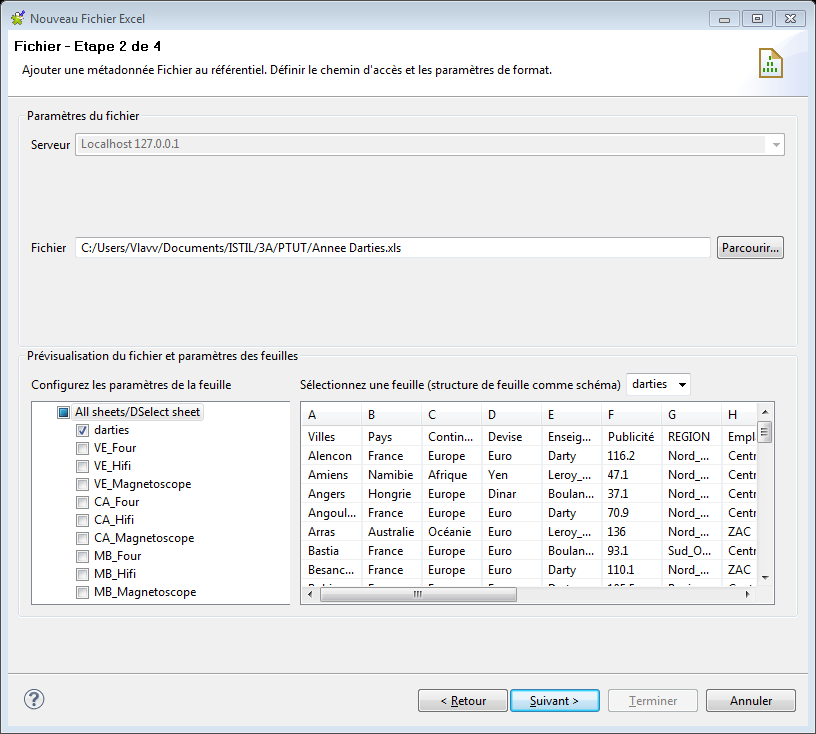 Nouveau Fichier Excel
Fichier - Etape 2 de 4
Ajouter une métadonnée Fichier au référentiel. Définir le chemin d'accès et les paramètres de format.
Paramètres du fichier
Serveur Localhost 127.0.0.1
Fichier C:/Users/Vlavv/Documents/ISTIL/3A/PTUT/Annee Darties.xls Parcourir...
Prévisualisation du fichier et paramètres des feuilles
Configurez les paramètres de la feuille
All sheets/DSelect sheet
darties
VE_Four
VE_Hifi
VE_Magnetoscope
CA_Four
CA_Hifi
CA_Magnetoscope
MB_Four
MB_Hifi
MB_Magnetoscope
Sélectionnez une feuille (structure de feuille comme schéma) darties
A B C D E F G H
Villes Pays Contin... Devise Enseig... Publicité REGION Empl
Alencon France Europe Euro Darty 116.2 Nord_... Centr
Amiens Namibie Afrique Yen Leroy_... 47.1 Nord_... Centr
Angers Hongrie Europe Dinar Boulan... 37.1 Nord_... Centr
Angoul... France Europe Euro Darty 70.9 Nord_... Centr
Arras Australie Océanie Euro Leroy_... 136 Nord_... ZAC
Bastia France Europe Euro Boulan... 93.1 Sud_O... Centr
Besanc... France Europe Euro Darty 110.1 Nord_... ZAC
? < Retour Suivant > Terminer Annuler